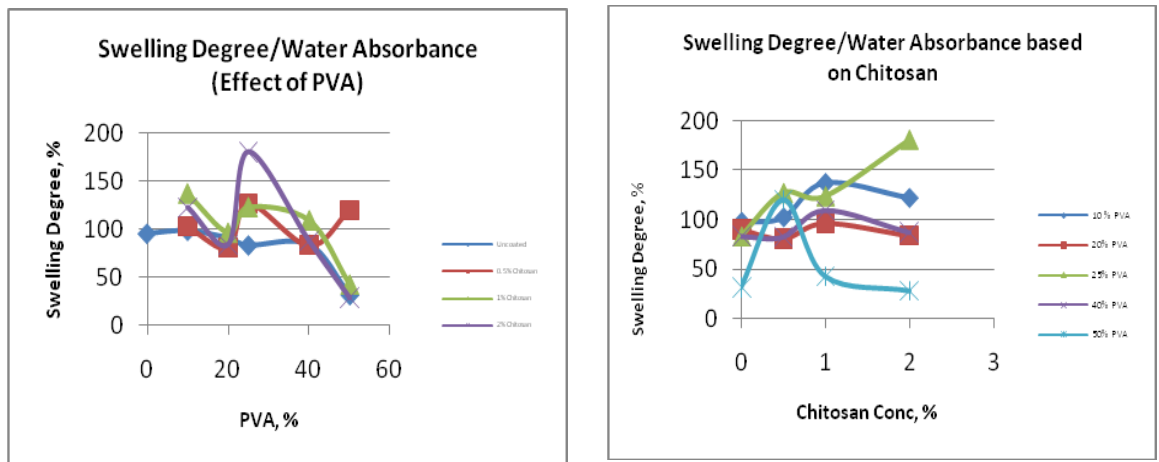 Swelling Degree/Water Absorbance
(Effect of PVA)
Swelling Degree, %
200
150
100
50
0
0
20
40
60
PVA, %
Uncoated
0.5% Chitosan
1% Chitosan
2% Chitosan
Swelling Degree/Water Absorbance based
on Chitosan
Swelling Degree, %
200
150
100
50
0
0
1
2
3
Chitosan Conc, %
10 % PVA
20% PVA
25% PVA
40% PVA
50% PVA